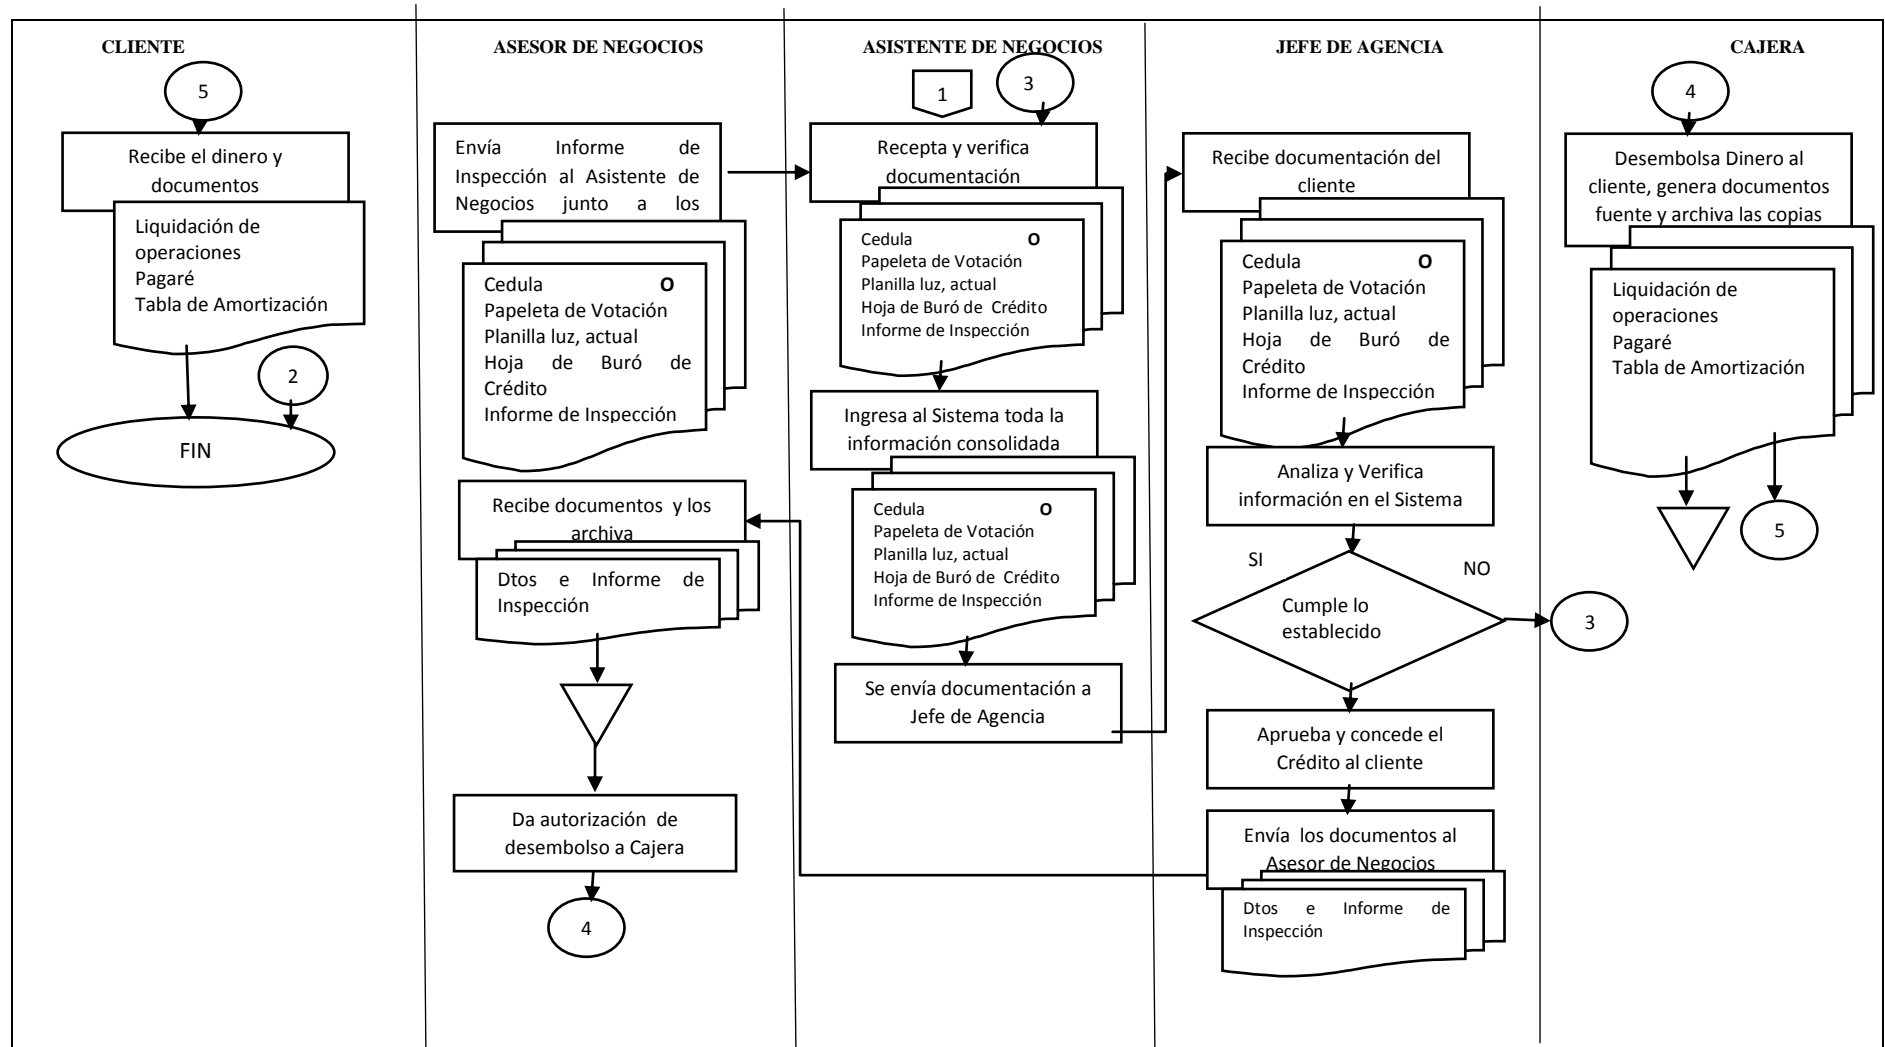 CLIENTE
5
Recibe el dinero y
documentos
Liquidación de
operaciones
Pagaré
Tabla de Amortización
2
FIN
ASESOR DE NEGOCIOS
Envía Informe de
Inspección al Asistente de
Negocios junto a los
Cedula O
Papeleta de Votación
Planilla luz, actual
Hoja de Buró de
Crédito
Informe de Inspección
Recibe documentos y los
archiva
Dtos e Informe de
Inspección
Da autorización de
desembolso a Cajera
4
ASISTENTE DE NEGOCIOS
1
3
Recepta y verifica
documentación
Cedula O
Papeleta de Votación
Planilla luz, actual
Hoja de Buró de Crédito
Informe de Inspección
Ingresa al Sistema toda la
información consolidada
Cedula O
Papeleta de Votación
Planilla luz, actual
Hoja de Buró de Crédito
Informe de Inspección
Se envía documentación a
Jefe de Agencia
JEFE DE AGENCIA
Recibe documentación del
cliente
Cedula O
Papeleta de Votación
Planilla luz, actual
Hoja de Buró de
Crédito
Informe de Inspección
Analiza y Verifica
información en el Sistema
SI
NO
Cumple lo
establecido
3
Aprueba y concede el
Crédito al cliente
Envía los documentos al
Asesor de Negocios
Dtos e Informe de
Inspección
CAJERA
4
Desembolsa Dinero al
cliente, genera documentos
fuente y archiva las copias
Liquidación de
operaciones
Pagaré
Tabla de Amortización
5